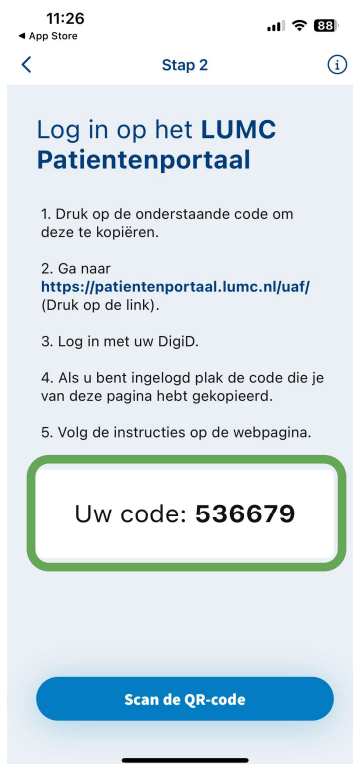 11:26
88
◄ App Store
Stap 2
Log in op het LUMC
Patientenportaal
1. Druk op de onderstaande code om
deze te kopiëren.
2. Ga naar
https://patientenportaal.lumc.nl/uaf/
(Druk op de link).
3. Log in met uw DigiD.
4. Als u bent ingelogd plak de code die je
van deze pagina hebt gekopieerd.
5. Volg de instructies op de webpagina.
Uw code: 536679
Scan de QR-code